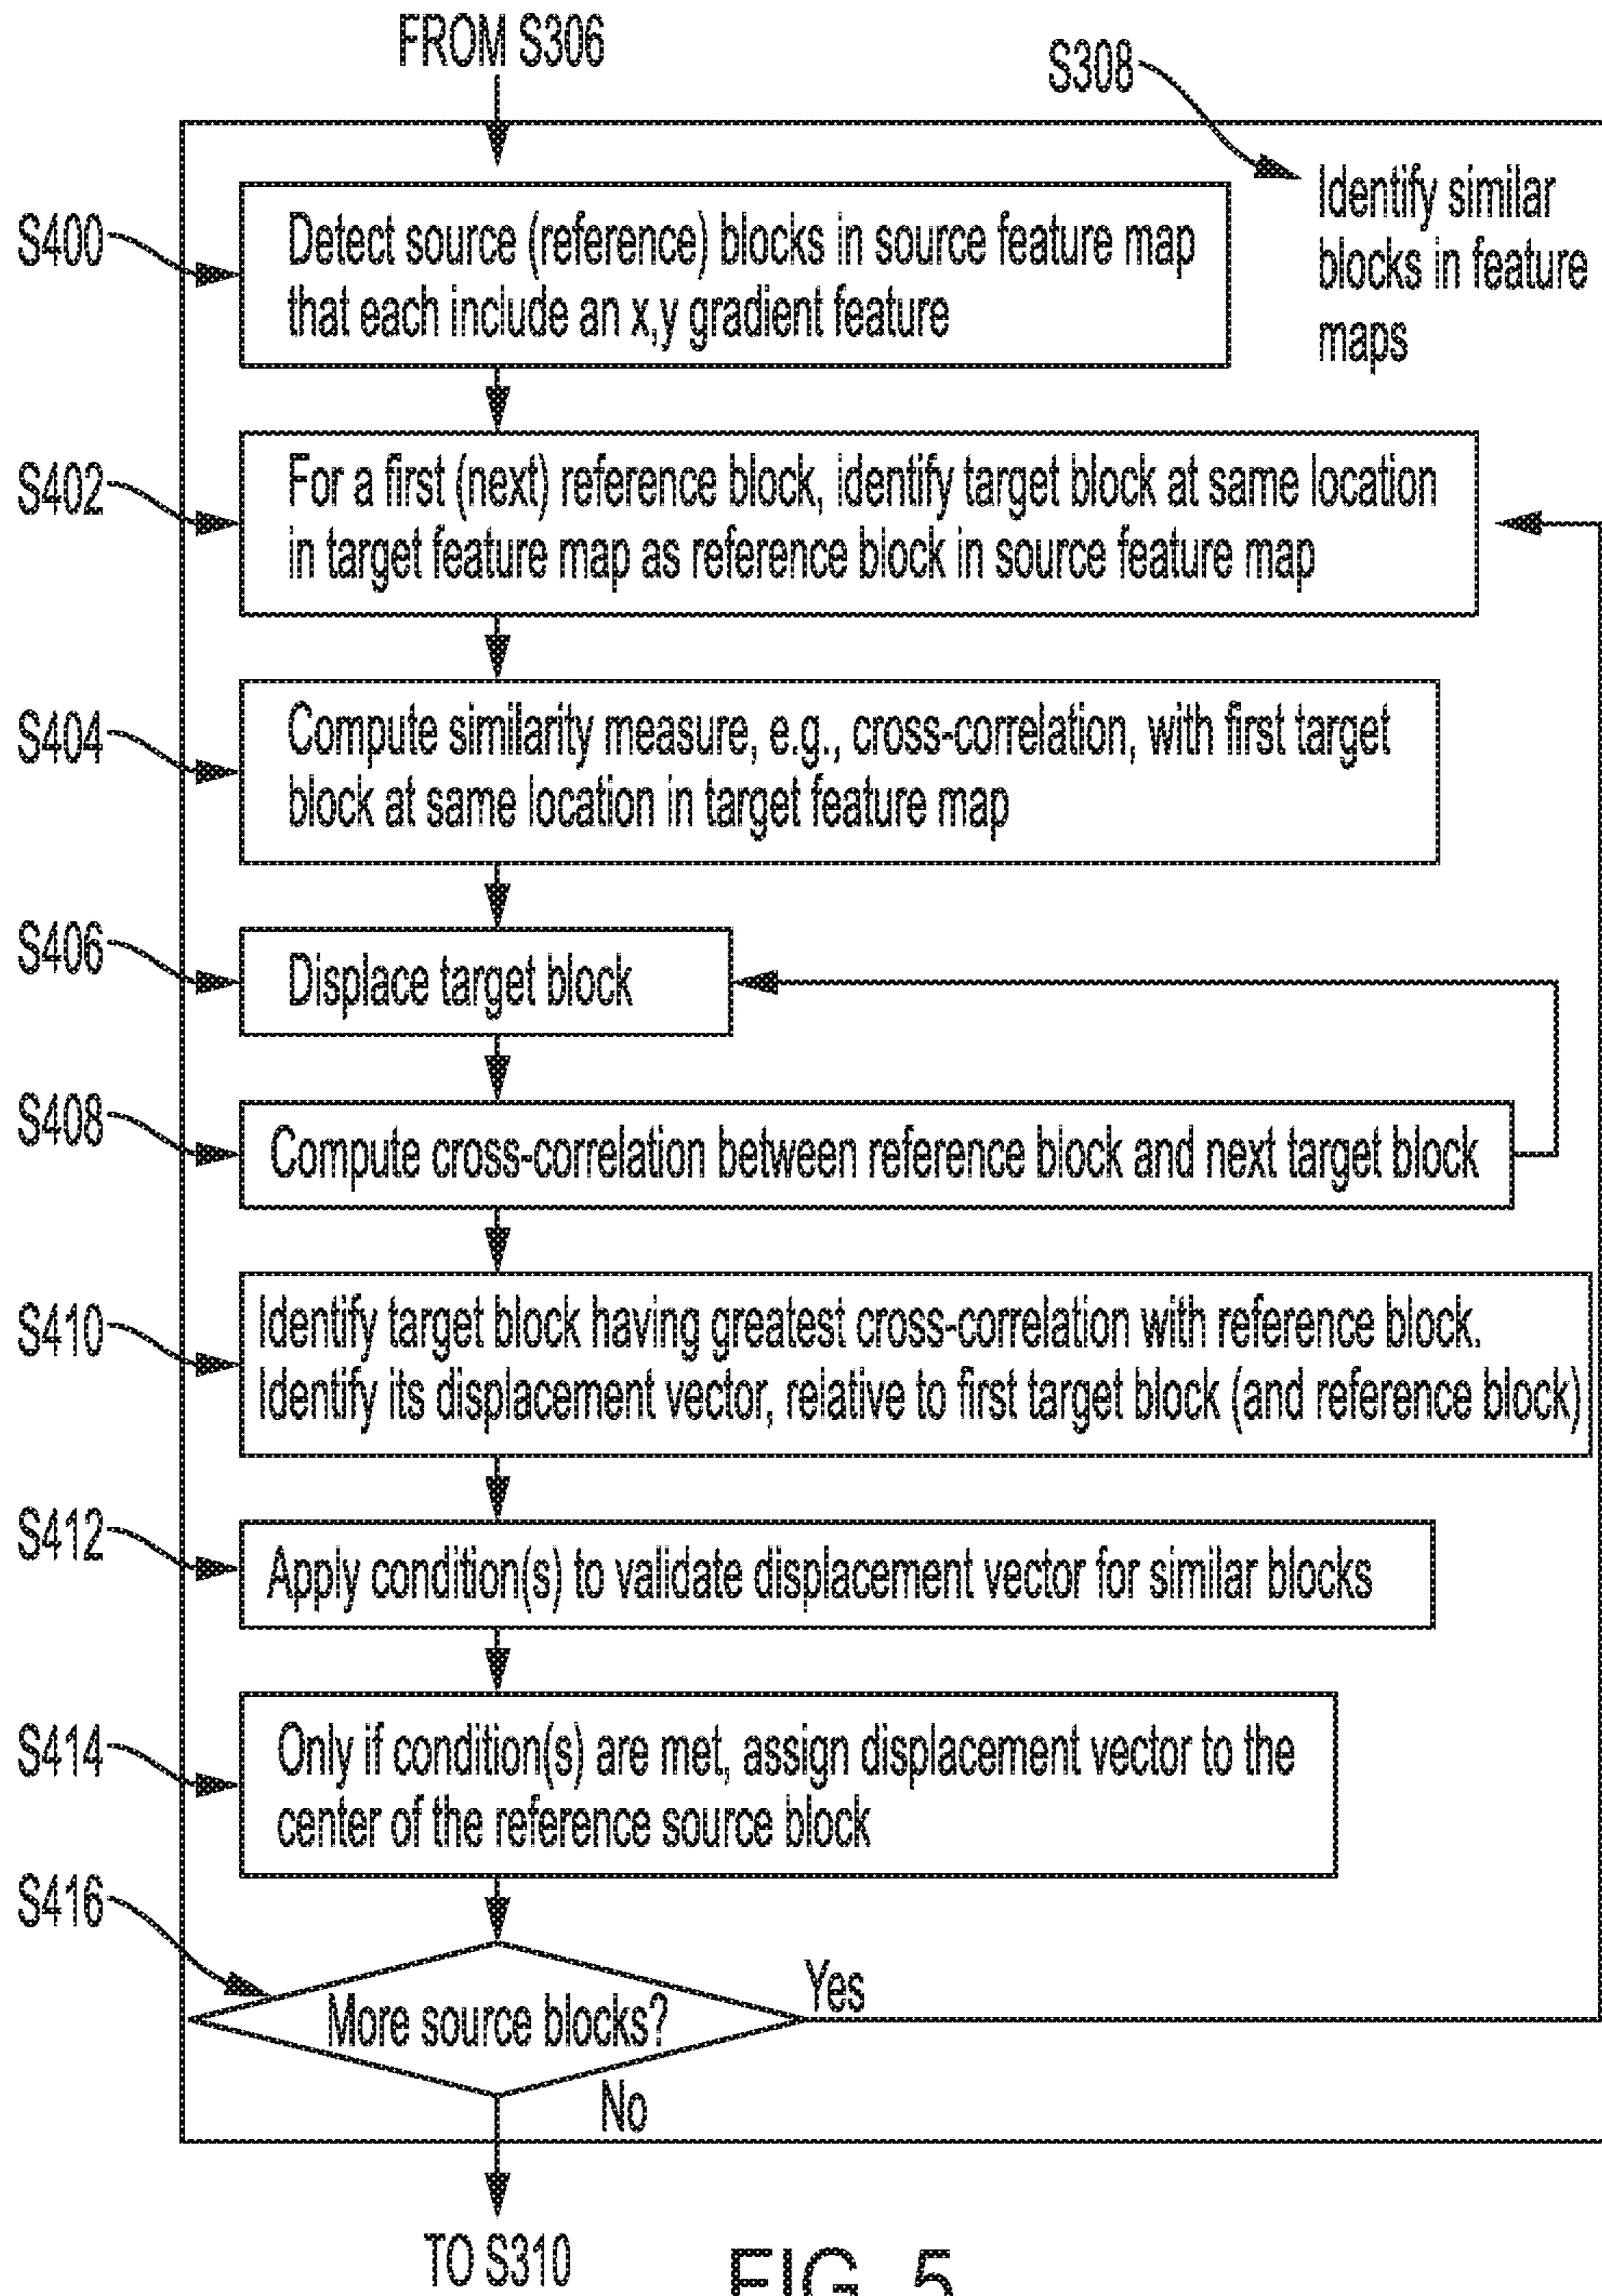 FROM S306
S308
Identify similar
blocks in feature
maps
S400
Detect source (reference) blocks in source feature map
that each include an x,y gradient feature
S402
For a first (next) reference block, identify target block at same location
in target feature map as reference block in source feature map
S404
Compute similarity measure, e.g., cross-correlation, with first target
block at same location in target feature map
S406
Displace target block
S408
Compute cross-correlation between reference block and next target block
S410
Identify target block having greatest cross-correlation with reference block.
Identify its displacement vector, relative to first target block (and reference block)
S412
Apply condition(s) to validate displacement vector for similar blocks
S414
Only if condition(s) are met, assign displacement vector to the
center of the reference source block
S416
More source blocks?
Yes
No
TO S310
FIG. 5